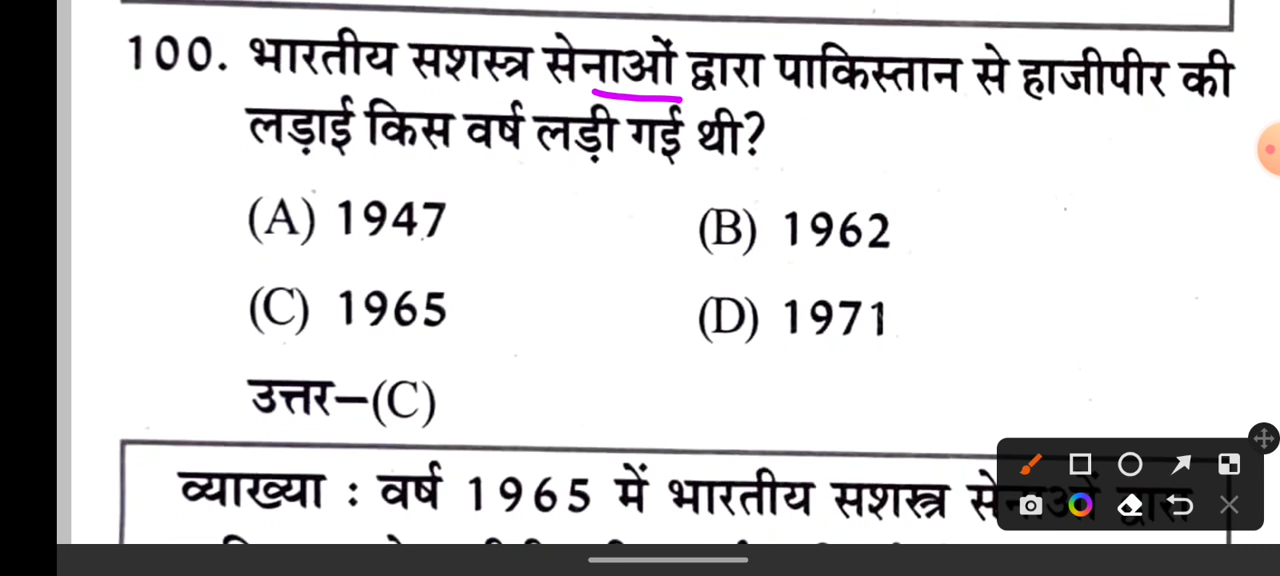 100. भारतीय सशस्त्र सेनाओं द्वारा पाकिस्तान से हाजीपीर की
लड़ाई किस वर्ष लड़ी गई थी?
(A) 1947 (B) 1962
(C) 1965 (D) 1971
उत्तर–(C)
व्याख्या : वर्ष 1965 में भारतीय सशस्त्र सेनाओं द्वारा